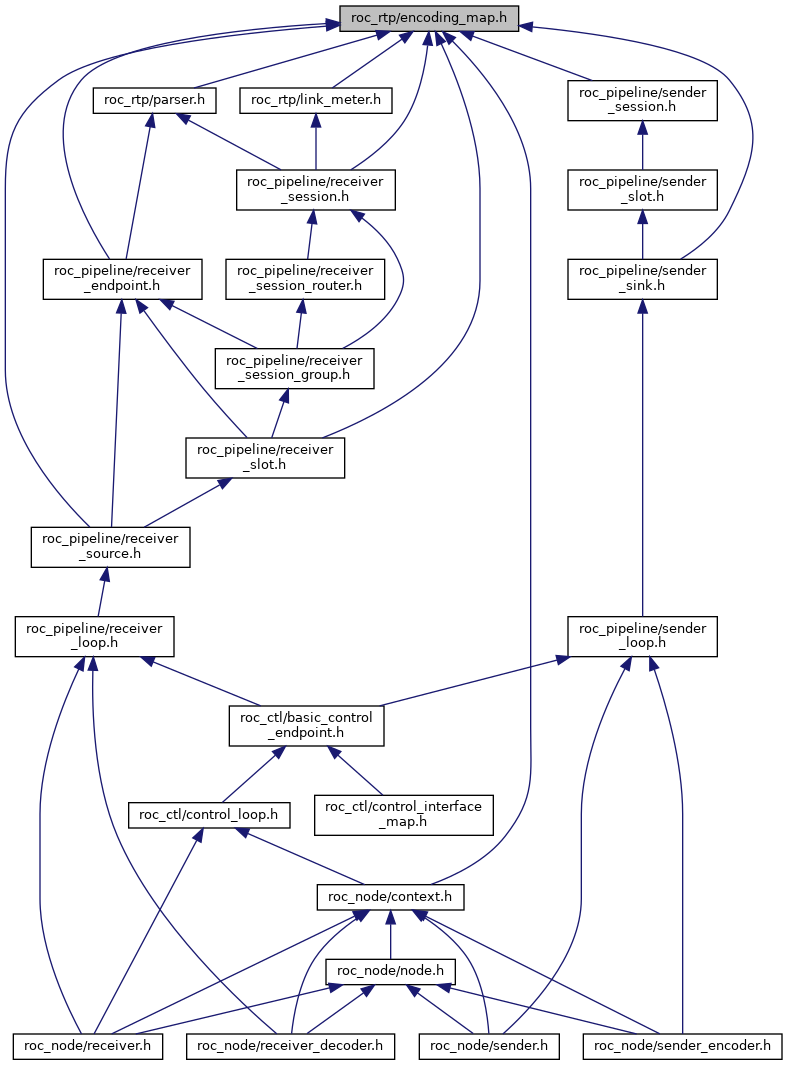 roc_rtp/encoding_map.h
roc_rtp/parser.h
roc_rtp/link_meter.h
roc_pipeline/sender
_session.h
roc_pipeline/receiver
_session.h
roc_pipeline/sender
_slot.h
roc_pipeline/receiver
_endpoint.h
roc_pipeline/receiver
_session_router.h
roc_pipeline/sender
_sink.h
roc_pipeline/receiver
_session_group.h
roc_pipeline/receiver
_slot.h
roc_pipeline/receiver
_source.h
roc_pipeline/receiver
_loop.h
roc_pipeline/sender
_loop.h
roc_ctl/basic_control
_endpoint.h
roc_ctl/control_loop.h
roc_ctl/control_interface
_map.h
roc_node/context.h
roc_node/node.h
roc_node/receiver.h
roc_node/receiver_decoder.h
roc_node/sender.h
roc_node/sender_encoder.h